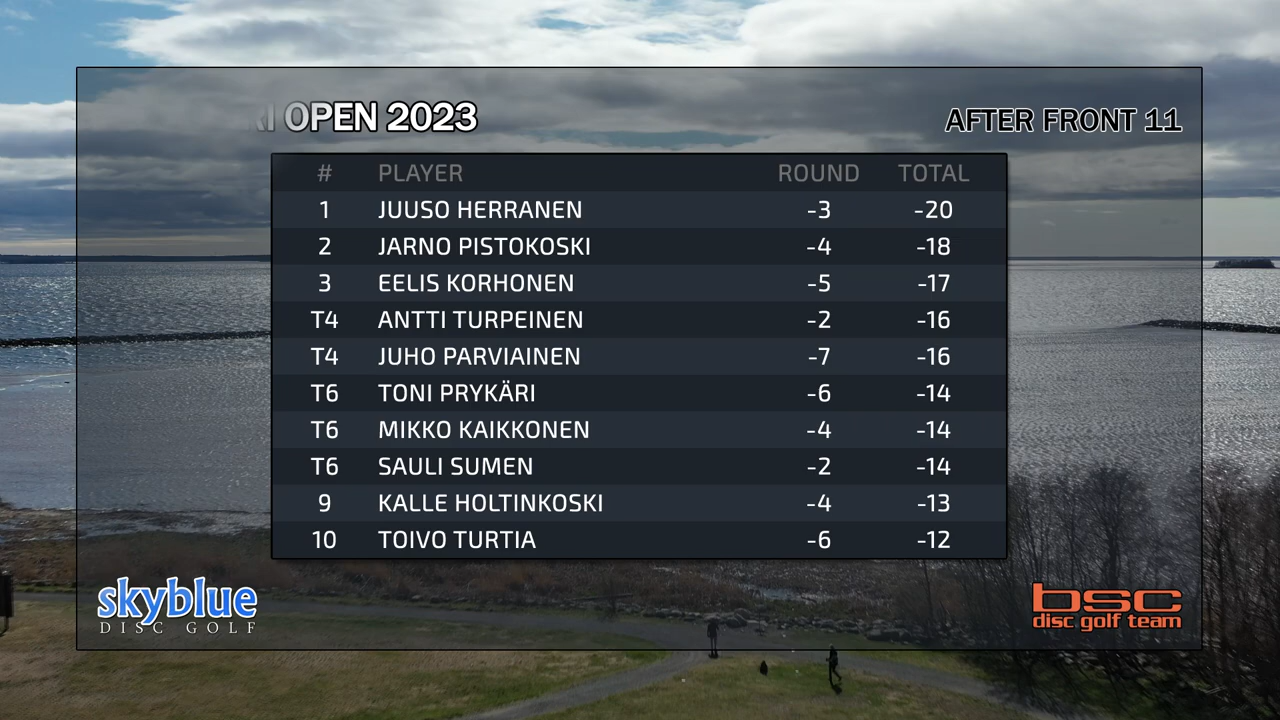 OPEN 2023
AFTER FRONT 11
# PLAYER ROUND TOTAL
1 JUUSO HERRANEN -3 -20
2 JARNO PISTOKOSKI -4 -18
3 EELIS KORHONEN -5 -17
T4 ANTTI TURPEINEN -2 -16
T4 JUHO PARVIAINEN -7 -16
T6 TONI PRYKÄRI -6 -14
T6 MIKKO KAIKKONEN -4 -14
T6 SAULI SUMEN -2 -14
9 KALLE HOLTINKOSKI -4 -13
10 TOIVO TURTIA -6 -12
skyblue
DISC GOLF
bsc
disc golf team